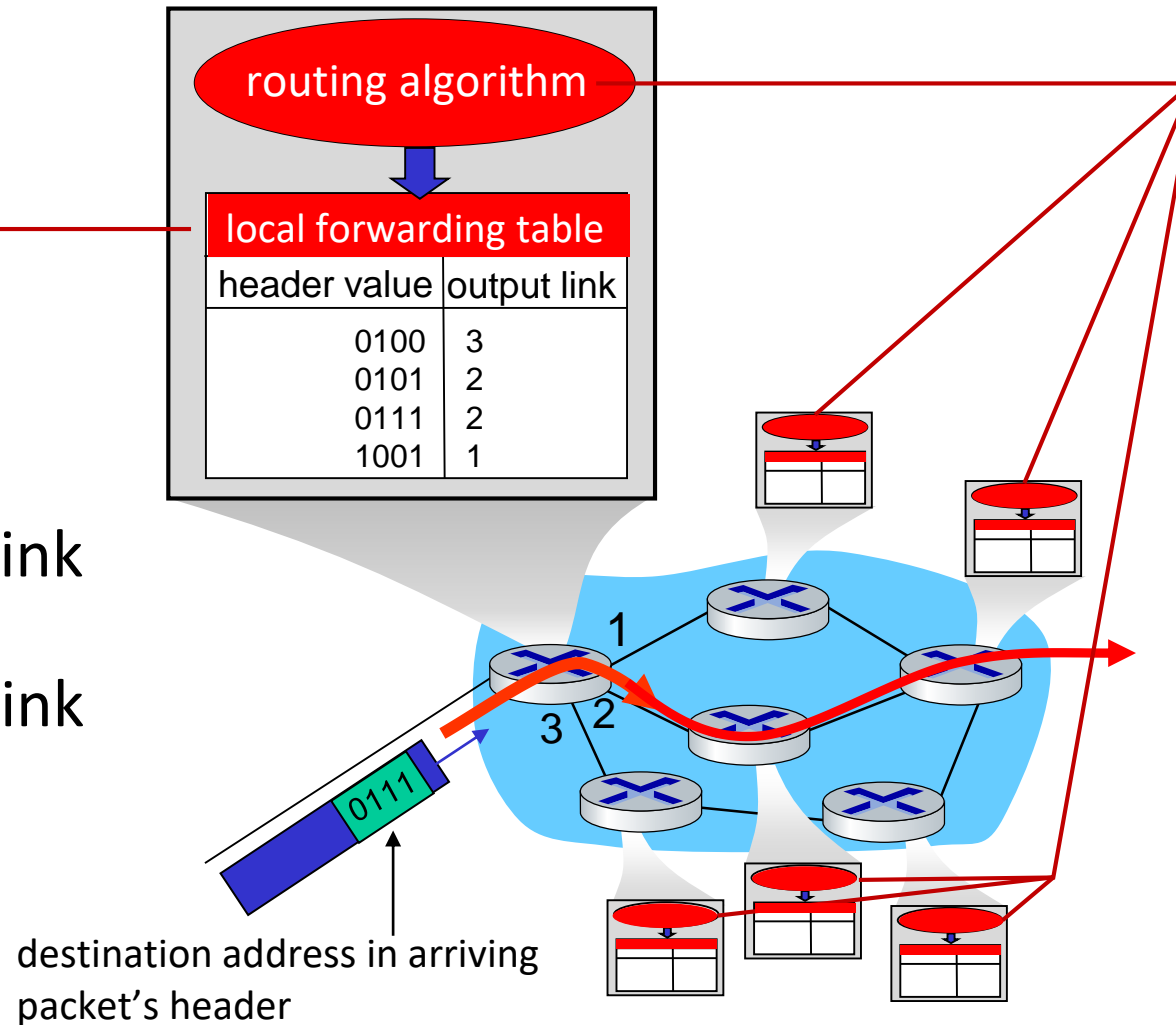 routing algorithm
local forwarding table
header value output link
0100 3
0101 2
0111 2
1001 1
ink
ink
1
2
3
0111
destination address in arriving
packet's header